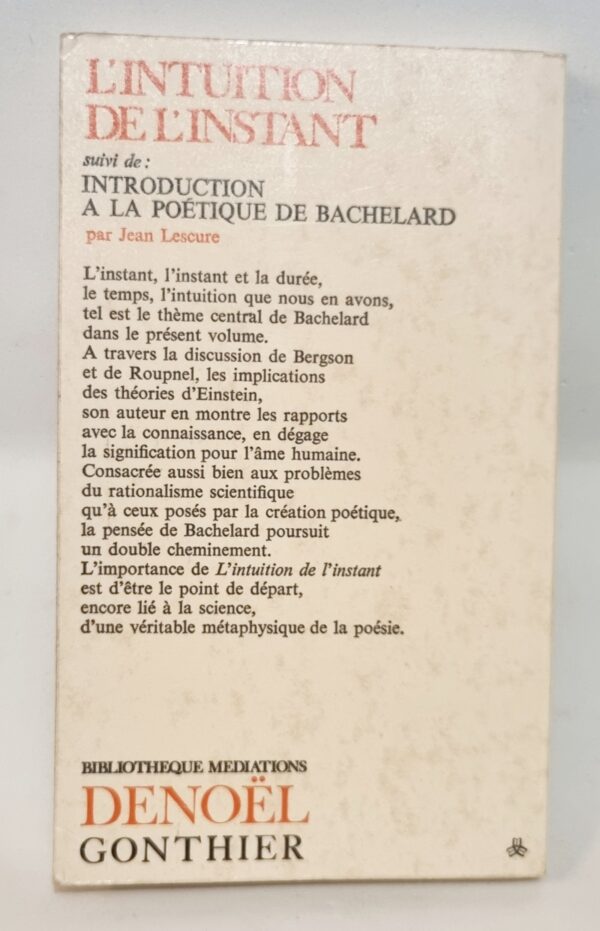 L'INTUITION
DE L'INSTANT
suivi de :
INTRODUCTION
A LA POÉTIQUE DE BACHELARD
par Jean Lescure
L'instant, l'instant et la durée,
le temps, l'intuition que nous en avons,
tel est le thème central de Bachelard
dans le présent volume.
A travers la discussion de Bergson
et de Roupnel, les implications
des théories d'Einstein,
son auteur en montre les rapports
avec la connaissance, en dégage
la signification pour l'âme humaine.
Consacrée aussi bien aux problèmes
du rationalisme scientifique
qu'à ceux posés par la création poétique,
la pensée de Bachelard poursuit
un double cheminement.
L'importance de L'intuition de l'instant
est d'être le point de départ,
encore lié à la science,
d'une véritable métaphysique de la poésie.
BIBLIOTHEQUE MEDIATIONS
DENOËL
GONTHIER